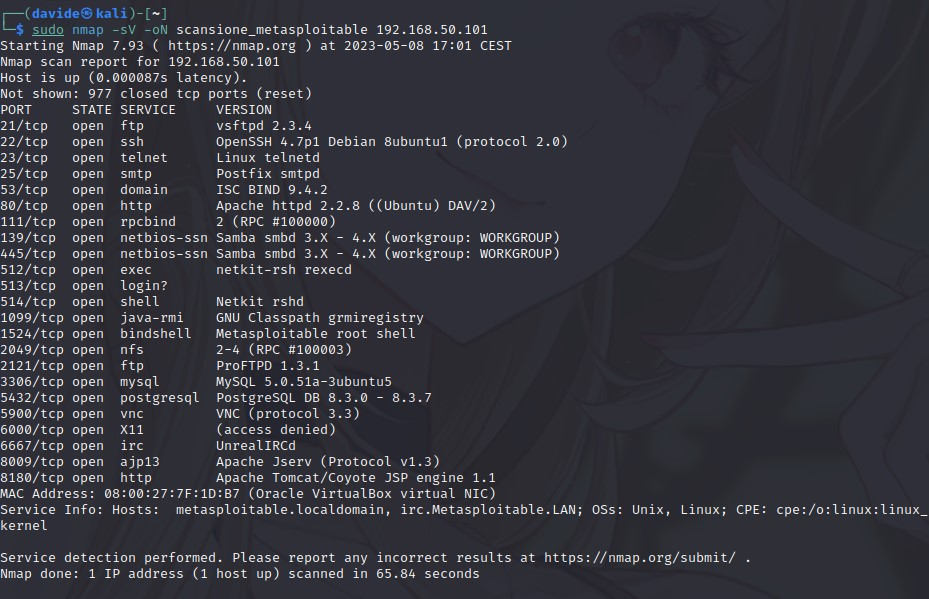 ┌──(davide㉿kali)-[~]
└─$ sudo nmap -sV -oN scansione_metasploitable 192.168.50.101
Starting Nmap 7.93 ( https://nmap.org ) at 2023-05-08 17:01 CEST
Nmap scan report for 192.168.50.101
Host is up (0.000087s latency).
Not shown: 977 closed tcp ports (reset)
PORT     STATE SERVICE     VERSION
21/tcp   open  ftp         vsftpd 2.3.4
22/tcp   open  ssh         OpenSSH 4.7p1 Debian 8ubuntu1 (protocol 2.0)
23/tcp   open  telnet      Linux telnetd
25/tcp   open  smtp        Postfix smtpd
53/tcp   open  domain      ISC BIND 9.4.2
80/tcp   open  http        Apache httpd 2.2.8 ((Ubuntu) DAV/2)
111/tcp  open  rpcbind     2 (RPC #100000)
139/tcp  open  netbios-ssn Samba smbd 3.X - 4.X (workgroup: WORKGROUP)
445/tcp  open  netbios-ssn Samba smbd 3.X - 4.X (workgroup: WORKGROUP)
512/tcp  open  exec        netkit-rsh rexecd
513/tcp  open  login?
514/tcp  open  shell       Netkit rshd
1099/tcp open  java-rmi    GNU Classpath grmiregistry
1524/tcp open  bindshell   Metasploitable root shell
2049/tcp open  nfs         2-4 (RPC #100003)
2121/tcp open  ftp         ProFTPD 1.3.1
3306/tcp open  mysql       MySQL 5.0.51a-3ubuntu5
5432/tcp open  postgresql  PostgreSQL DB 8.3.0 - 8.3.7
5900/tcp open  vnc         VNC (protocol 3.3)
6000/tcp open  X11         (access denied)
6667/tcp open  irc         UnrealIRCd
8009/tcp open  ajp13       Apache Jserv (Protocol v1.3)
8180/tcp open  http        Apache Tomcat/Coyote JSP engine 1.1
MAC Address: 08:00:27:7F:1D:B7 (Oracle VirtualBox virtual NIC)
Service Info: Hosts:  metasploitable.localdomain, irc.Metasploitable.LAN; OSs: Unix, Linux; CPE: cpe:/o:linux:linux_
kernel

Service detection performed. Please report any incorrect results at https://nmap.org/submit/ .
Nmap done: 1 IP address (1 host up) scanned in 65.84 seconds